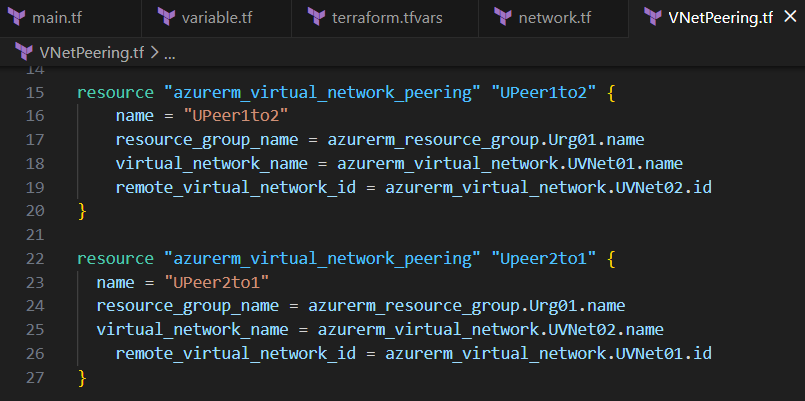 main.tf variable.tf terraform.tfvars network.tf VNetPeering.tf ×
VNetPeering.tf > ...
14
15 resource "azurerm_virtual_network_peering" "UPeer1to2" {
16     name = "UPeer1to2"
17     resource_group_name = azurerm_resource_group.Urg01.name
18     virtual_network_name = azurerm_virtual_network.UVNet01.name
19     remote_virtual_network_id = azurerm_virtual_network.UVNet02.id
20 }
21
22 resource "azurerm_virtual_network_peering" "Upeer2to1" {
23   name = "UPeer2to1"
24   resource_group_name = azurerm_resource_group.Urg01.name
25   virtual_network_name = azurerm_virtual_network.UVNet02.name
26     remote_virtual_network_id = azurerm_virtual_network.UVNet01.id
27 }